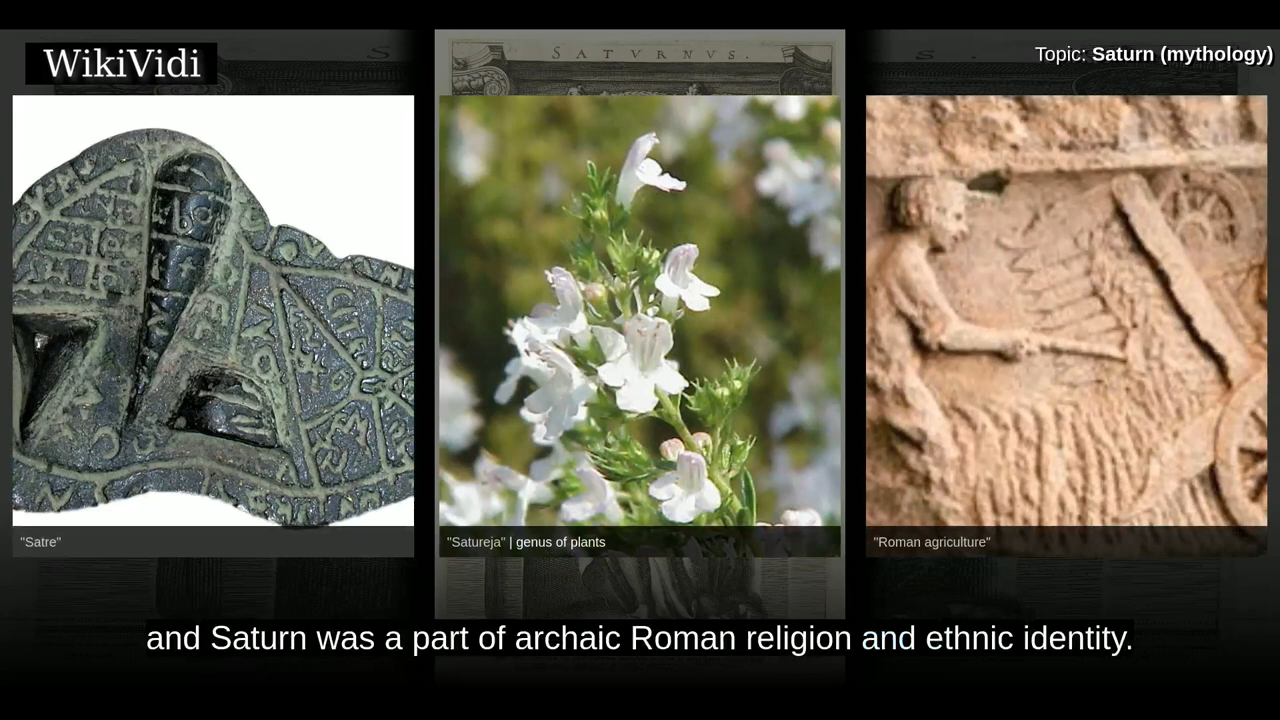 WikiVidi
SATVRNVS.
Topic: Saturn (mythology)
"Satre"
"Satureja" | genus of plants
"Roman agriculture"
and Saturn was a part of archaic Roman religion and ethnic identity.